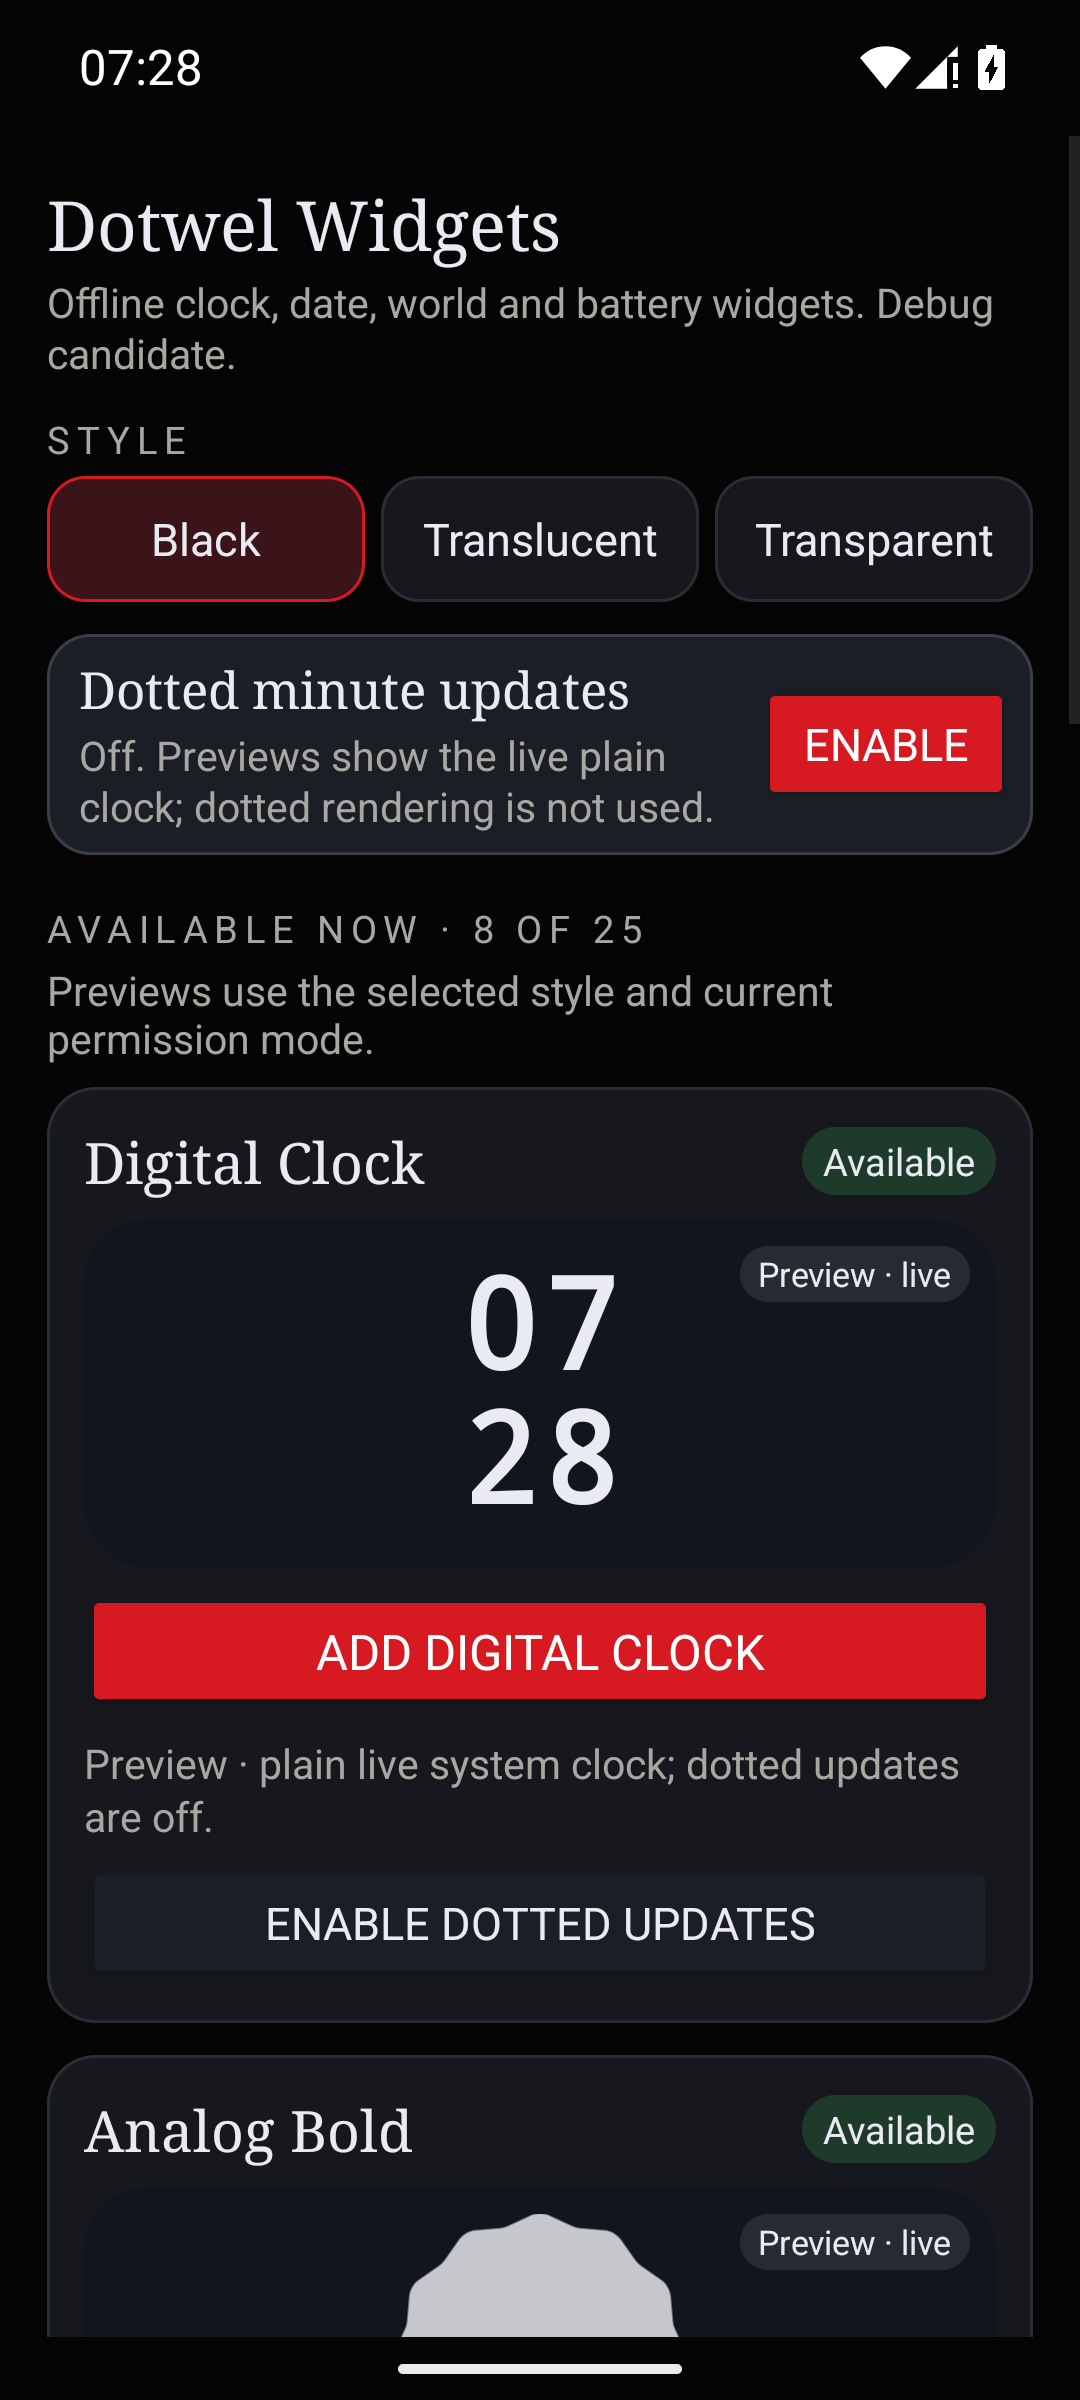 07:28
Dotwel Widgets
Offline clock, date, world and battery widgets. Debug
candidate.
STYLE
Black
Translucent
Transparent
Dotted minute updates
Off. Previews show the live plain
clock; dotted rendering is not used.
ENABLE
AVAILABLE NOW · 8 OF 25
Previews use the selected style and current
permission mode.
Digital Clock
Available
Preview · live
07
28
ADD DIGITAL CLOCK
Preview · plain live system clock; dotted updates
are off.
ENABLE DOTTED UPDATES
Analog Bold
Available
Preview · live